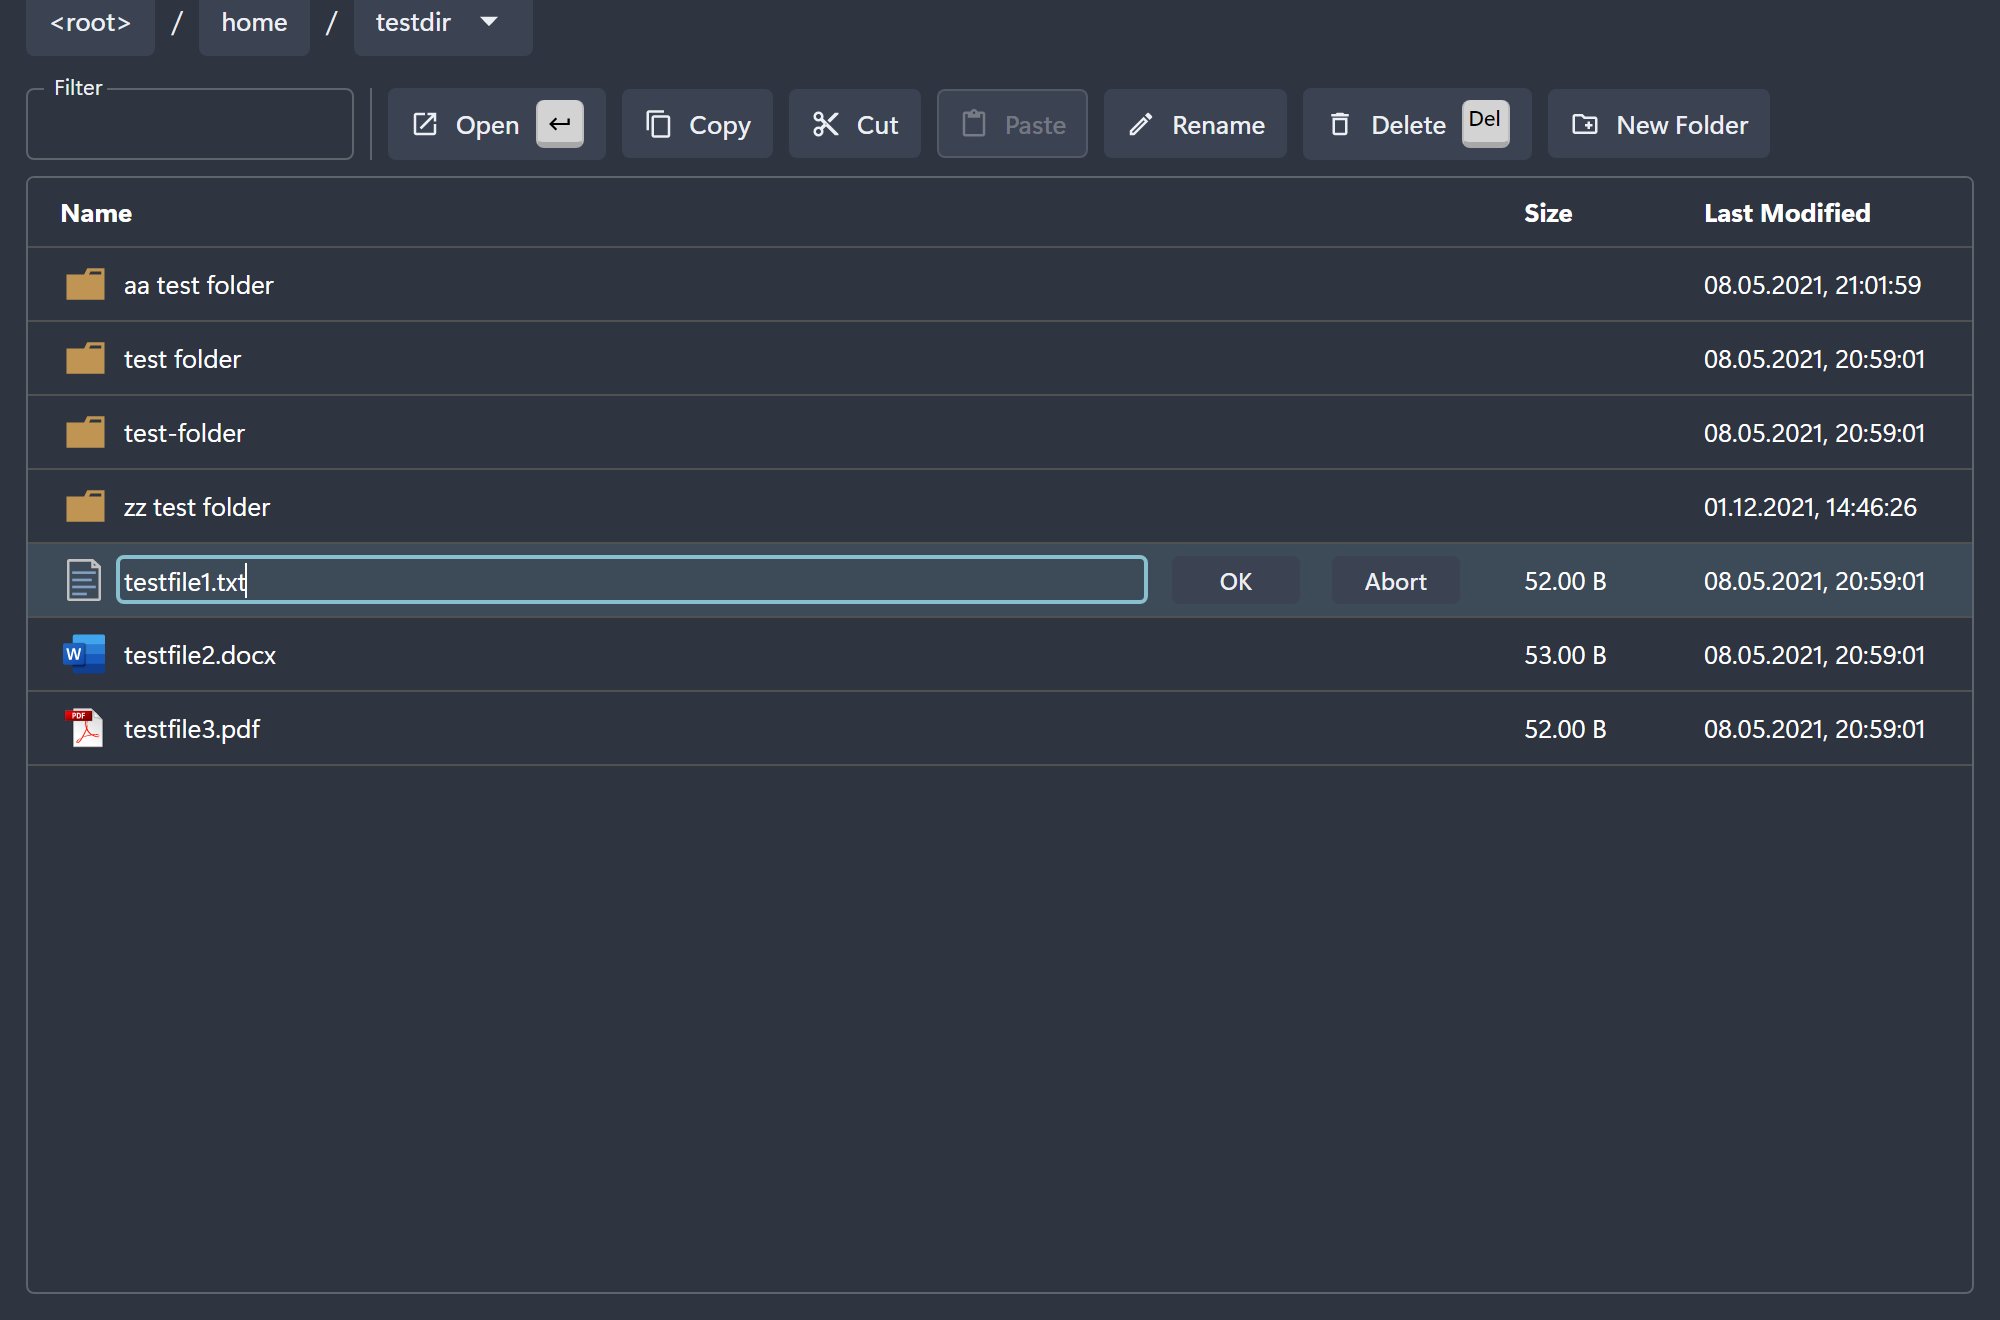 <root> / home / testdir
Filter
Open Copy Cut Paste Rename Delete Del New Folder
Name Size Last Modified
aa test folder 08.05.2021, 21:01:59
test folder 08.05.2021, 20:59:01
test-folder 08.05.2021, 20:59:01
zz test folder 01.12.2021, 14:46:26
testfile1.txt OK Abort 52.00 B 08.05.2021, 20:59:01
W testfile2.docx 53.00 B 08.05.2021, 20:59:01
PDF testfile3.pdf 52.00 B 08.05.2021, 20:59:01